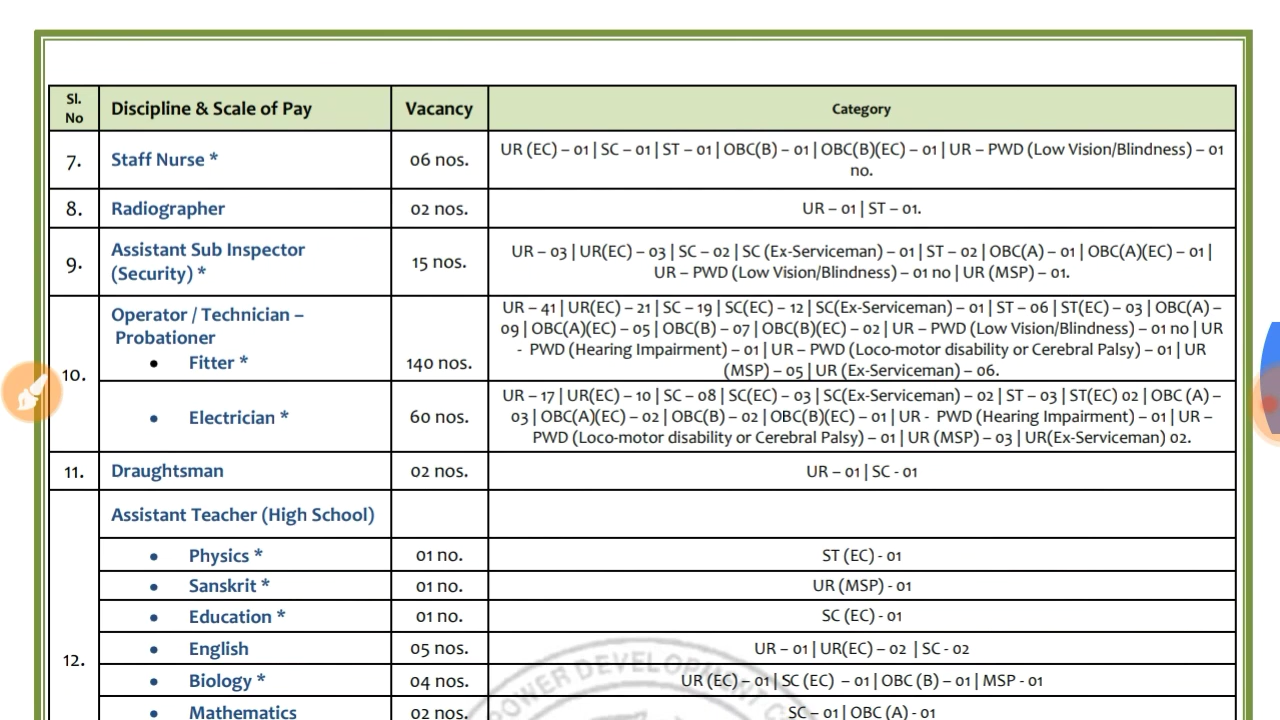 Sl. No | Discipline & Scale of Pay | Vacancy | Category
7. | Staff Nurse * | 06 nos. | UR (EC) – 01 | SC – 01 | ST – 01 | OBC(B) – 01 | OBC(B)(EC) – 01 | UR – PWD (Low Vision/Blindness) – 01
no.
8. | Radiographer | 02 nos. | UR – 01 | ST – 01.
9. | Assistant Sub Inspector
(Security) * | 15 nos. | UR – 03 | UR(EC) – 03 | SC – 02 | SC (Ex-Serviceman) – 01 | ST – 02 | OBC(A) – 01 | OBC(A)(EC) – 01 |
UR – PWD (Low Vision/Blindness) – 01 no | UR (MSP) – 01.
10. | Operator / Technician –
Probationer
• Fitter * | 140 nos. | UR – 41 | UR(EC) – 21 | SC – 19 | SC(EC) – 12 | SC(Ex-Serviceman) – 01 | ST – 06 | ST(EC) – 03 | OBC(A) –
09 | OBC(A)(EC) – 05 | OBC(B) – 07 | OBC(B)(EC) – 02 | UR – PWD (Low Vision/Blindness) – 01 no | UR
- PWD (Hearing Impairment) – 01 | UR – PWD (Loco-motor disability or Cerebral Palsy) – 01 | UR
(MSP) – 05 | UR (Ex-Serviceman) – 06.
• Electrician * | 60 nos. | UR – 17 | UR(EC) – 10 | SC – 08 | SC(EC) – 03 | SC(Ex-Serviceman) – 02 | ST – 03 | ST(EC) 02 | OBC (A) –
03 | OBC(A)(EC) – 02 | OBC(B) – 02 | OBC(B)(EC) – 01 | UR - PWD (Hearing Impairment) – 01 | UR –
PWD (Loco-motor disability or Cerebral Palsy) – 01 | UR (MSP) – 03 | UR(Ex-Serviceman) 02.
11. | Draughtsman | 02 nos. | UR – 01 | SC - 01
12. | Assistant Teacher (High School)
• Physics * | 01 no. | ST (EC) - 01
• Sanskrit * | 01 no. | UR (MSP) - 01
• Education * | 01 no. | SC (EC) - 01
• English | 05 nos. | UR – 01 | UR(EC) – 02 | SC - 02
• Biology * | 04 nos. | UR (EC) – 01 | SC (EC) – 01 | OBC (B) – 01 | MSP - 01
• Mathematics | 02 nos. | SC – 01 | OBC (A) - 01
POWER DEVELOPMENT